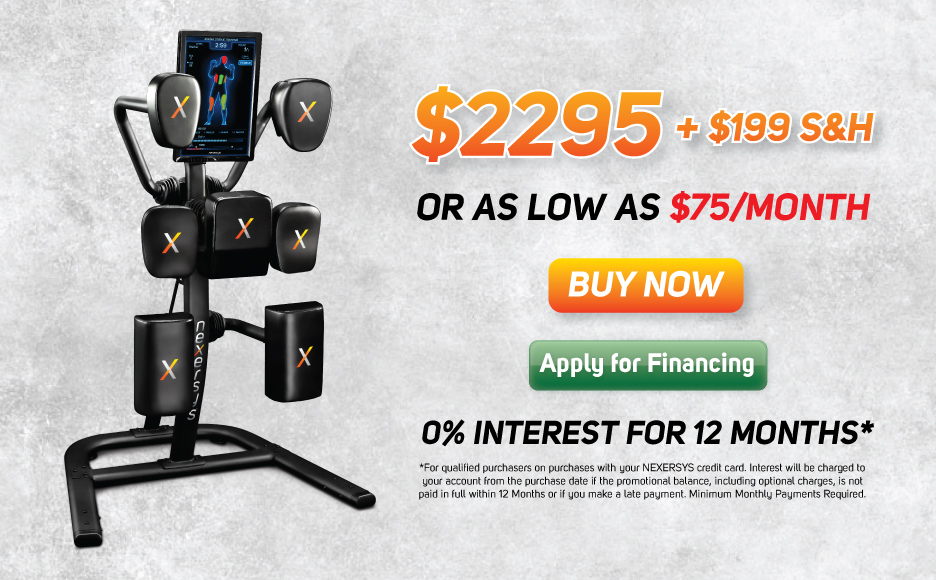 2:59
X
X
X
X
X
X
X
nexersys
$2295 + $199 S&H
OR AS LOW AS $75/MONTH
BUY NOW
Apply for Financing
0% INTEREST FOR 12 MONTHS*
*For qualified purchasers on purchases with your NEXERSYS credit card. Interest will be charged to
your account from the purchase date if the promotional balance, including optional charges, is not
paid in full within 12 Months or if you make a late payment. Minimum Monthly Payments Required.